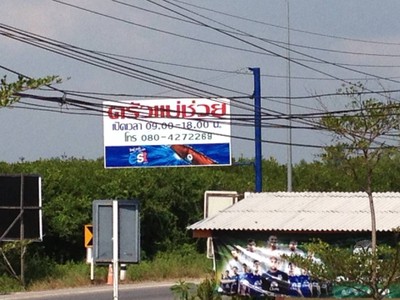 ครัวแม่ช่วย
เปิดเวลา 09.00-18.00 น.
โทร 080-4272269